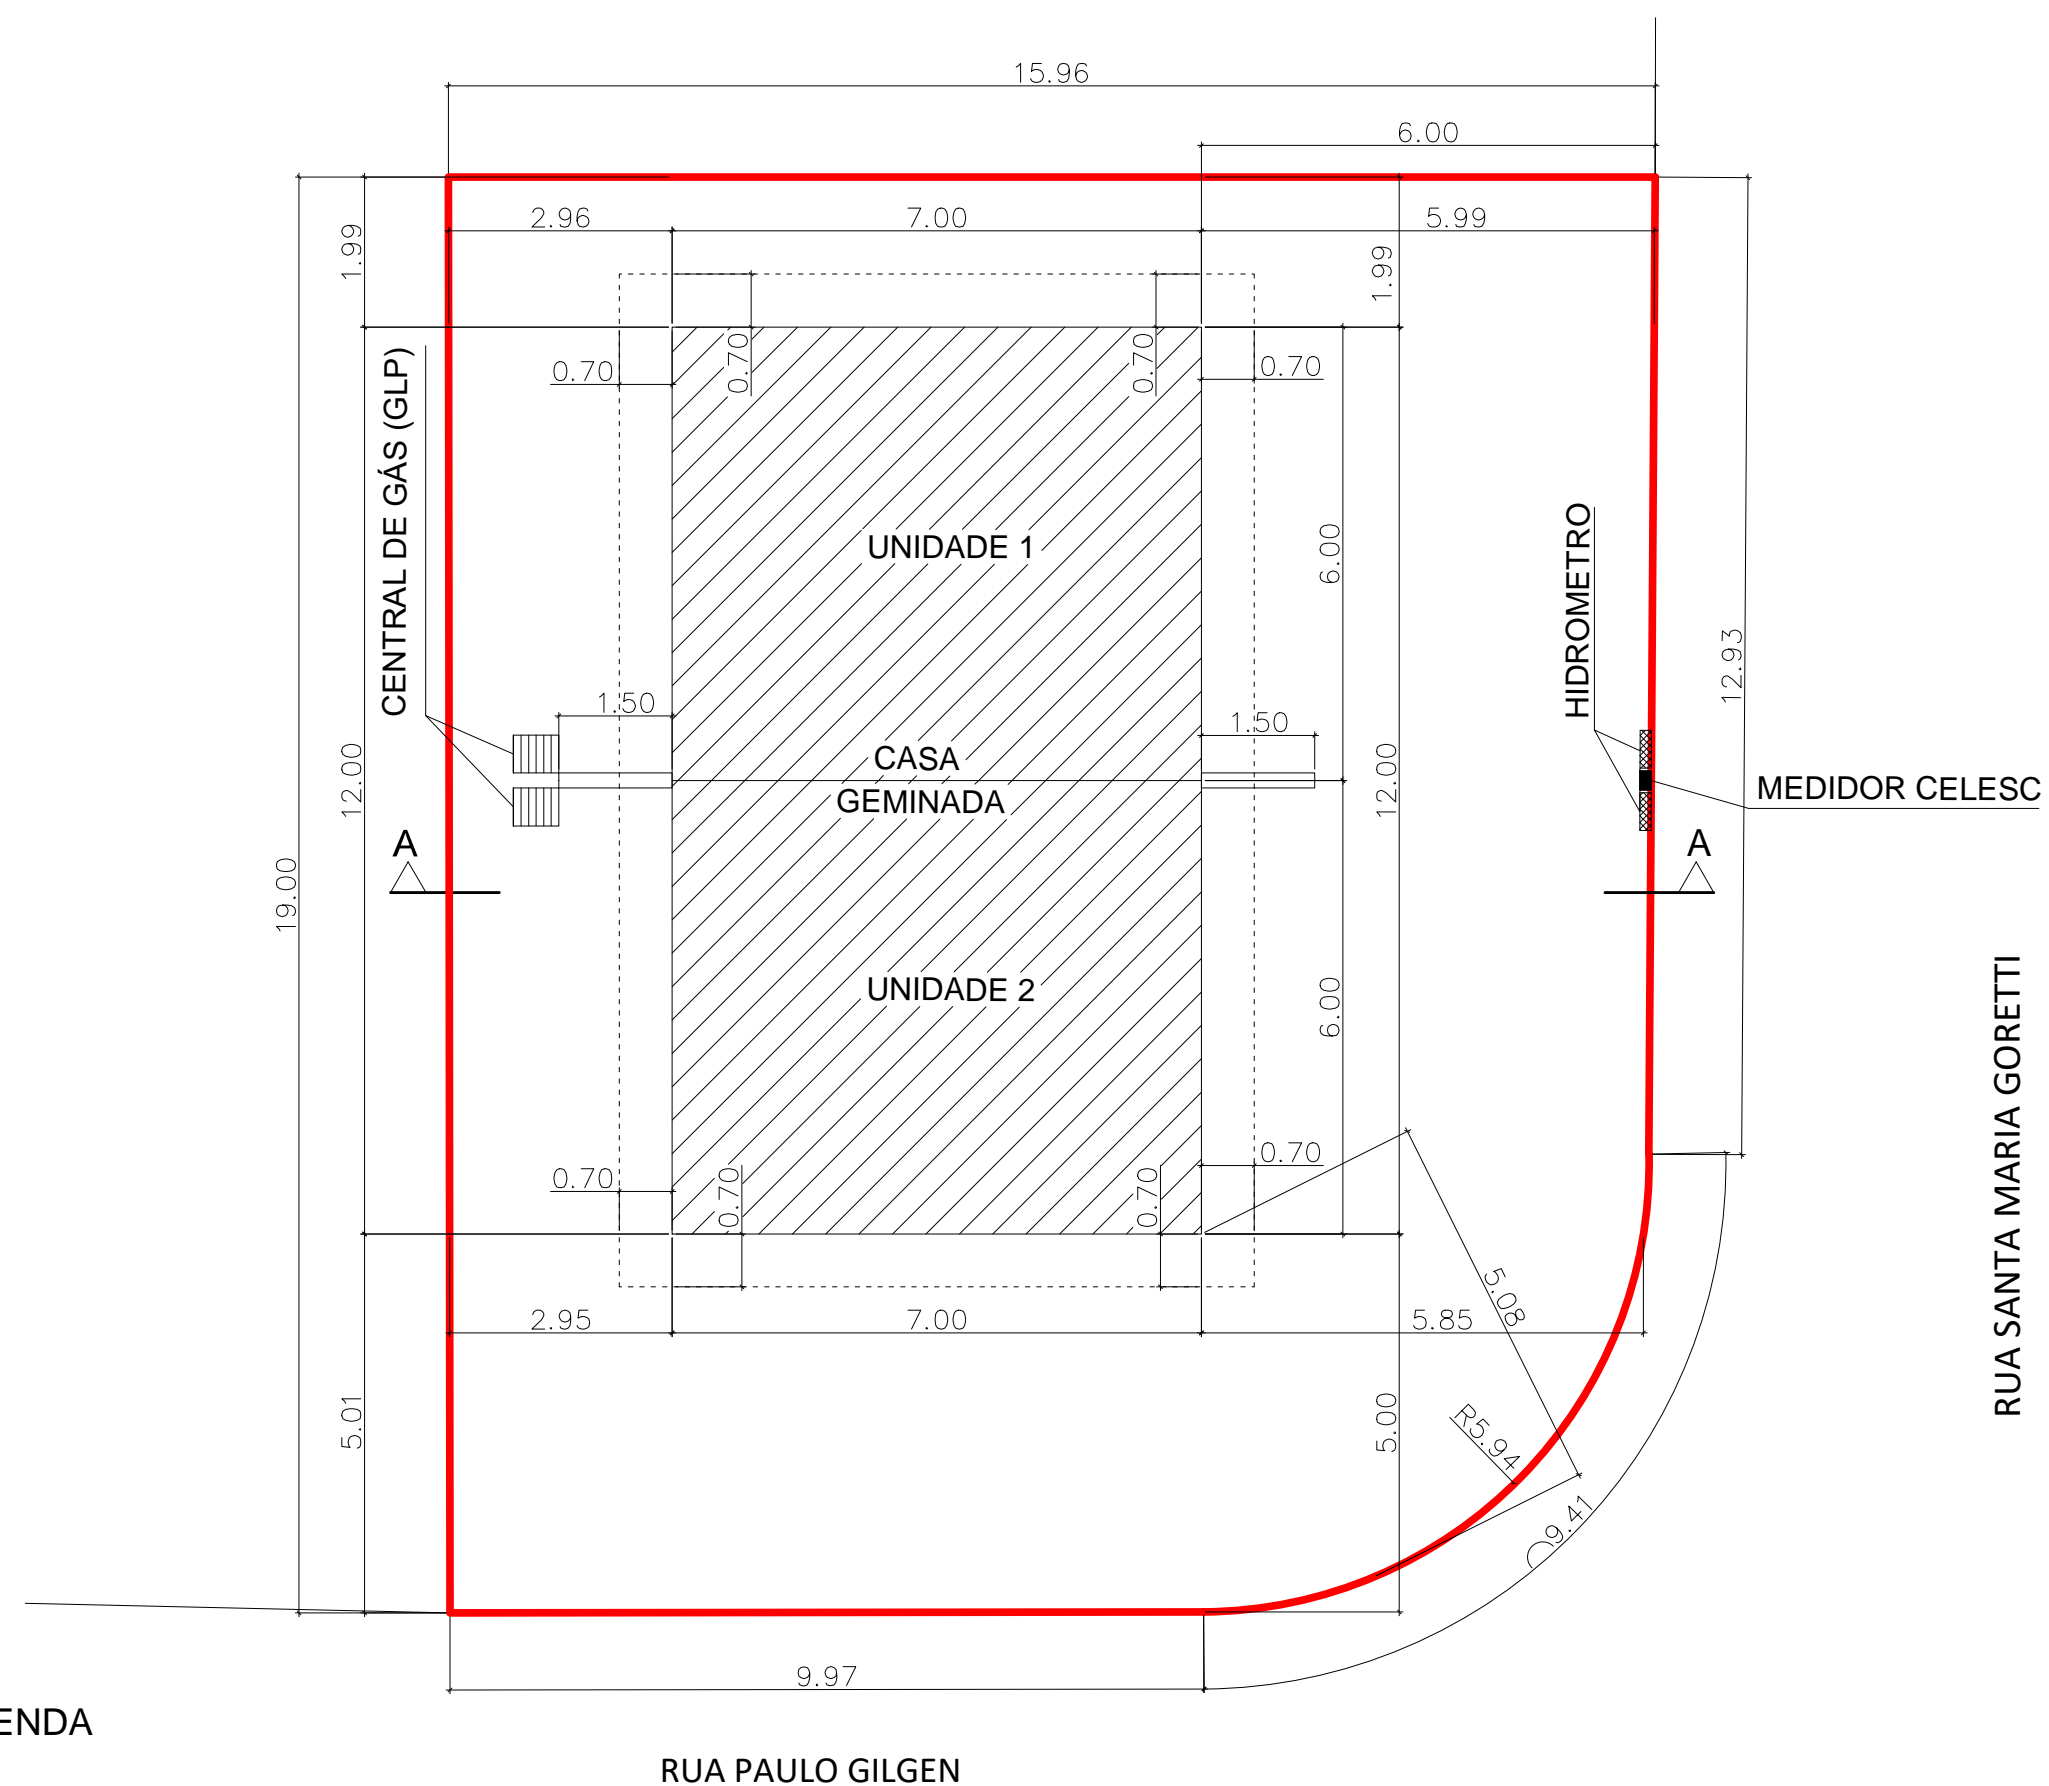 15.96
6.00
2.96
7.00
5.99
1.99
1.99
0.70
0.70
0.70
0.70
CENTRAL DE GÁS (GLP)
UNIDADE 1
6.00
HIDROMETRO
12.93
1.50
1.50
CASA
GEMINADA
12.00
12.00
MEDIDOR CELESC
A
A
19.00
UNIDADE 2
6.00
RUA SANTA MARIA GORETTI
0.70
0.70
0.70
0.70
2.95
7.00
5.85
5.08
5.01
5.00
R5.94
9.41
9.97
ENDA
RUA PAULO GILGEN